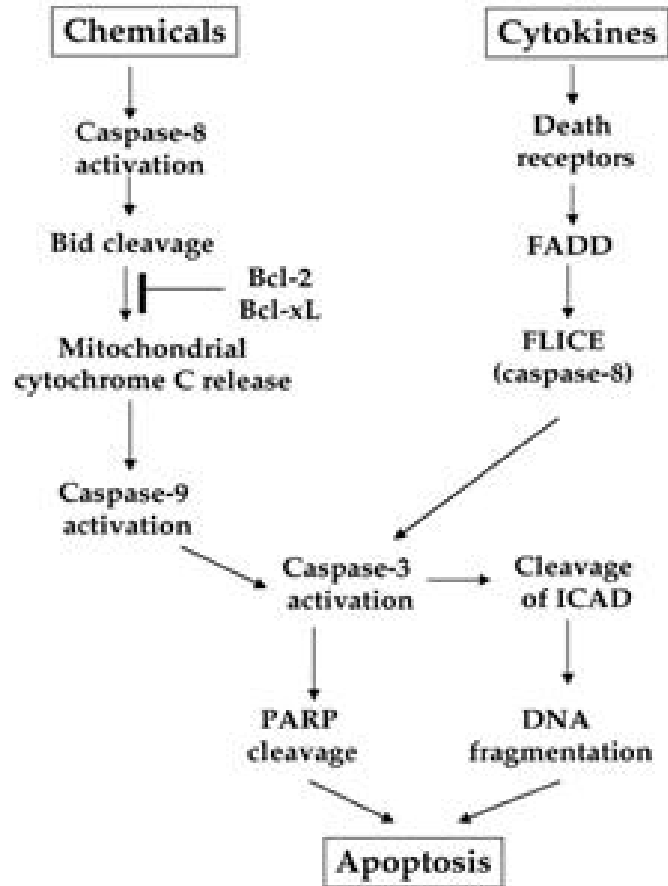 Chemicals
Caspase-8
activation
Bid cleavage
Bcl-2
Bcl-xL
Mitochondrial
cytochrome C release
Caspase-9
activation
Cytokines
Death
receptors
FADD
FLICE
(caspase-8)
Caspase-3
activation
Cleavage
of ICAD
PARP
cleavage
DNA
fragmentation
Apoptosis